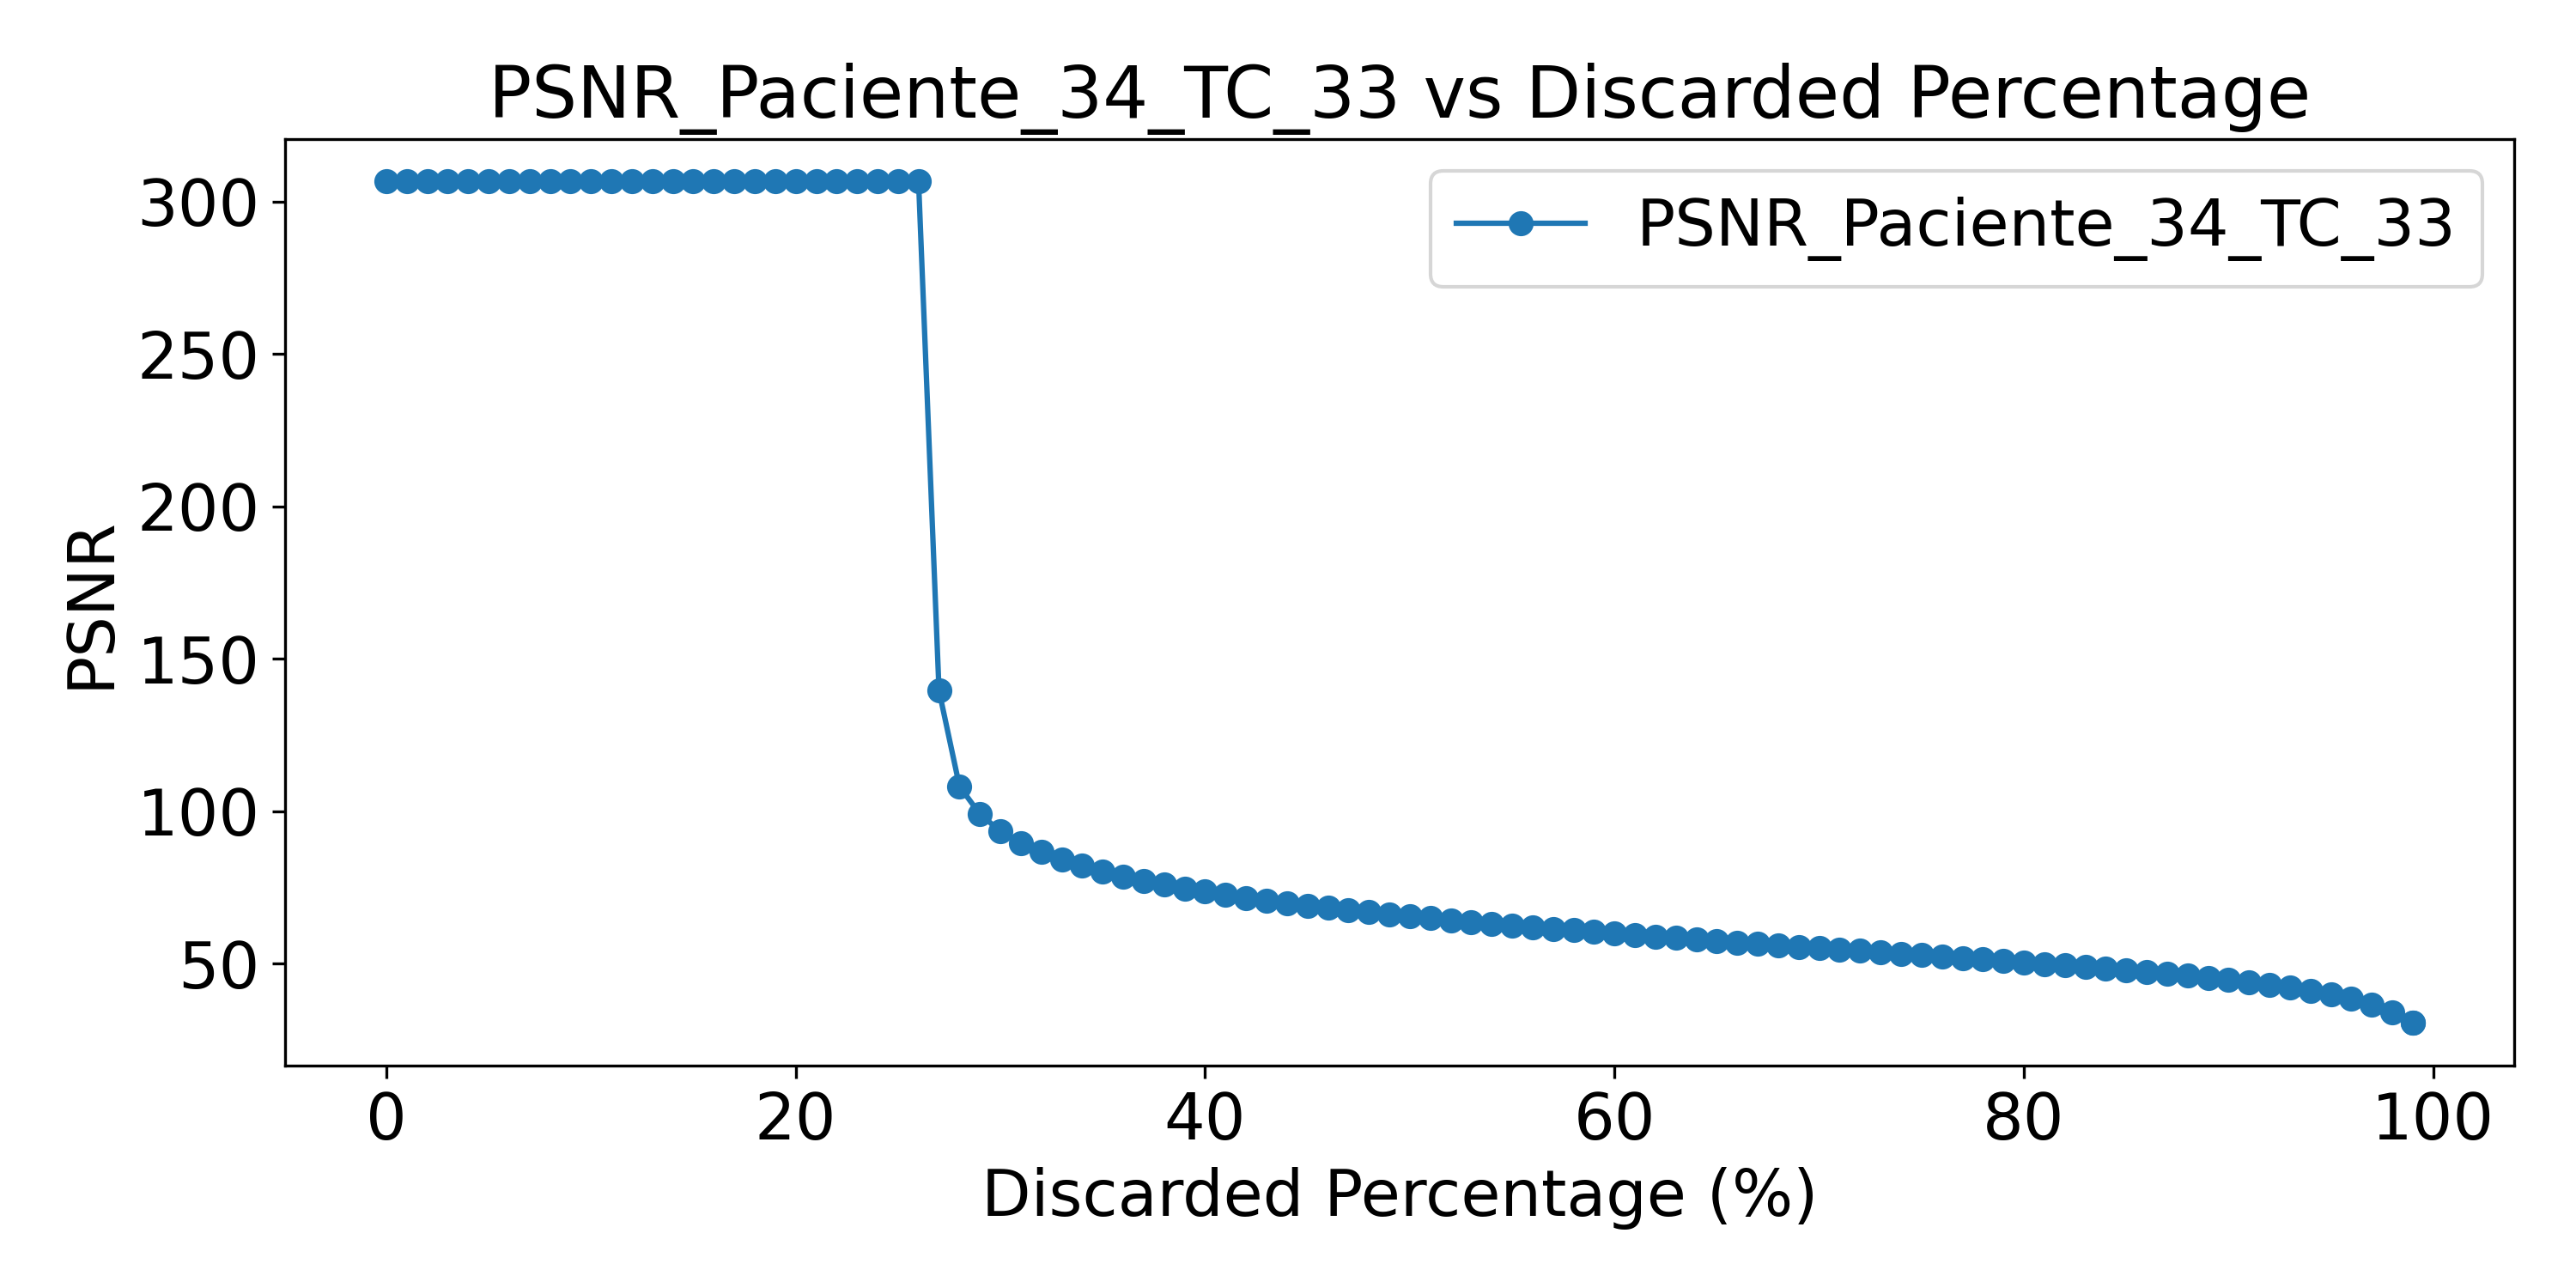 PSNR_Paciente_34_TC_33 vs Discarded Percentage
PSNR_Paciente_34_TC_33
300
250
200
150
100
50
PSNR
0 20 40 60 80 100
Discarded Percentage (%)